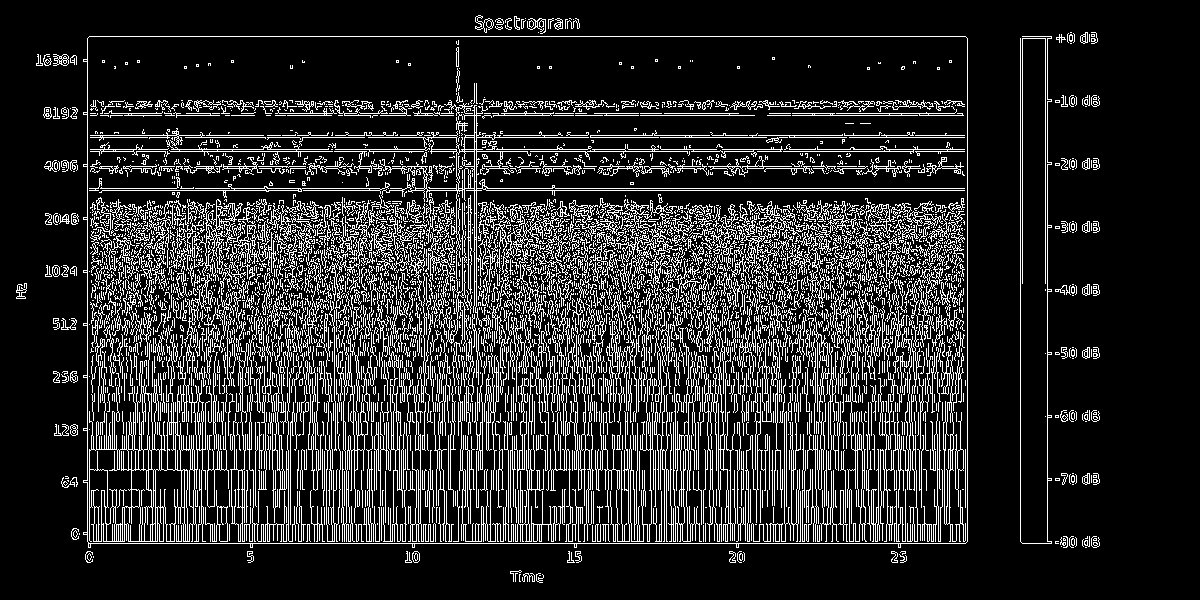 Spectrogram
16384
8192
4096
2048
1024
512
256
128
64
0
Hz
0 5 10 15 20 25
Time
+0 dB
-10 dB
-20 dB
-30 dB
-40 dB
-50 dB
-60 dB
-70 dB
-80 dB